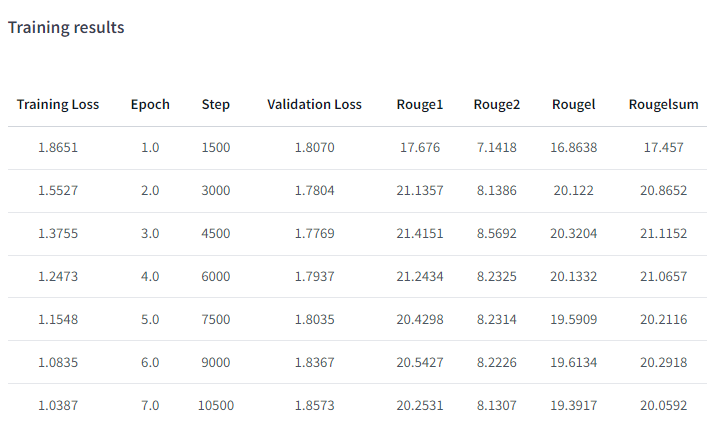 Training results
Training Loss Epoch Step Validation Loss Rouge1 Rouge2 Rougel Rougelsum
1.8651 1.0 1500 1.8070 17.676 7.1418 16.8638 17.457
1.5527 2.0 3000 1.7804 21.1357 8.1386 20.122 20.8652
1.3755 3.0 4500 1.7769 21.4151 8.5692 20.3204 21.1152
1.2473 4.0 6000 1.7937 21.2434 8.2325 20.1332 21.0657
1.1548 5.0 7500 1.8035 20.4298 8.2314 19.5909 20.2116
1.0835 6.0 9000 1.8367 20.5427 8.2226 19.6134 20.2918
1.0387 7.0 10500 1.8573 20.2531 8.1307 19.3917 20.0592